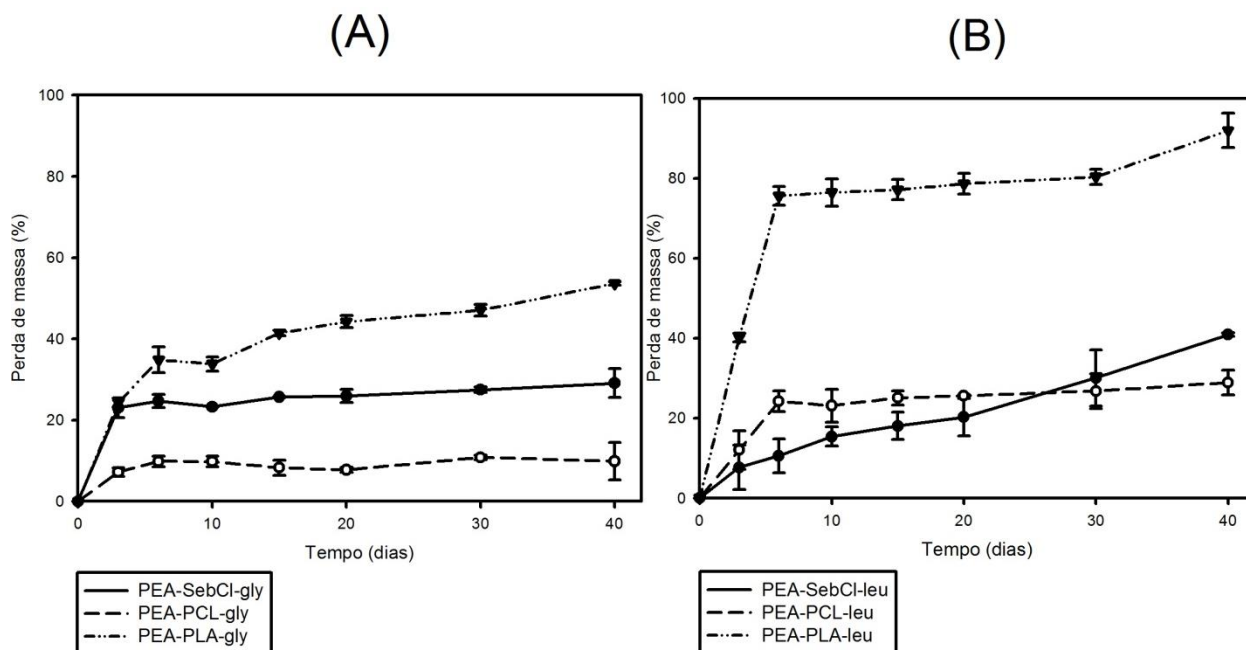 (A)
100
80
60
40
20
0
Perda de massa (%)
0 10 20 30 40
Tempo (dias)
PEA-SebCl-gly
PEA-PCL-gly
PEA-PLA-gly
(B)
100
80
60
40
20
0
Perda de massa (%)
0 10 20 30 40
Tempo (dias)
PEA-SebCl-leu
PEA-PCL-leu
PEA-PLA-leu